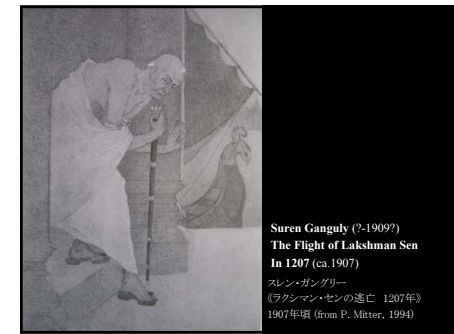 Suren Ganguly (?-1909?)
The Flight of Lakshman Sen
In 1207 (ca.1907)
スレン・ガングリー
《ラクシマン・センの逃亡　1207年》
1907年頃 (from P. Mitter, 1994)